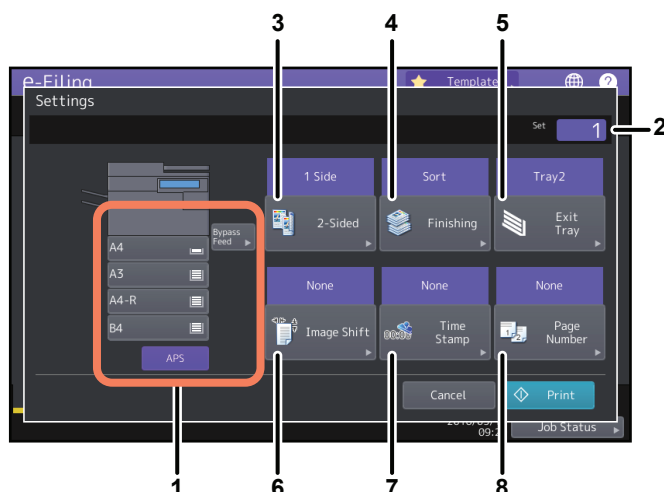 3
4
5
e-Filing
Template
?
Settings
Set
1
2
1 Side
Sort
Tray2
2-Sided
Finishing
Exit
Tray
Bypass
Feed
A4
A3
A4-R
B4
APS
None
None
None
Image Shift
Time
Stamp
Page
Number
Cancel
Print
09:2
Job Status
1
6
7
8